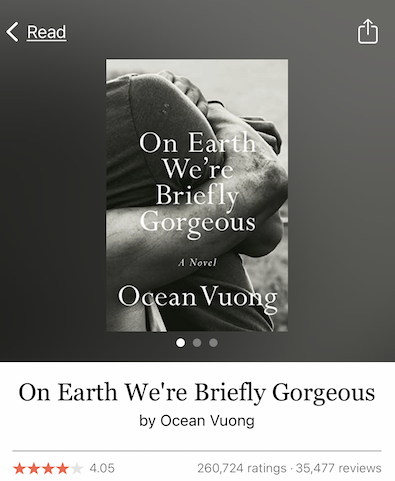 Read
On Earth
We're
Briefly
Gorgeous
A Novel
Ocean Vuong
On Earth We're Briefly Gorgeous
by Ocean Vuong
4.05
260,724 ratings · 35,477 reviews